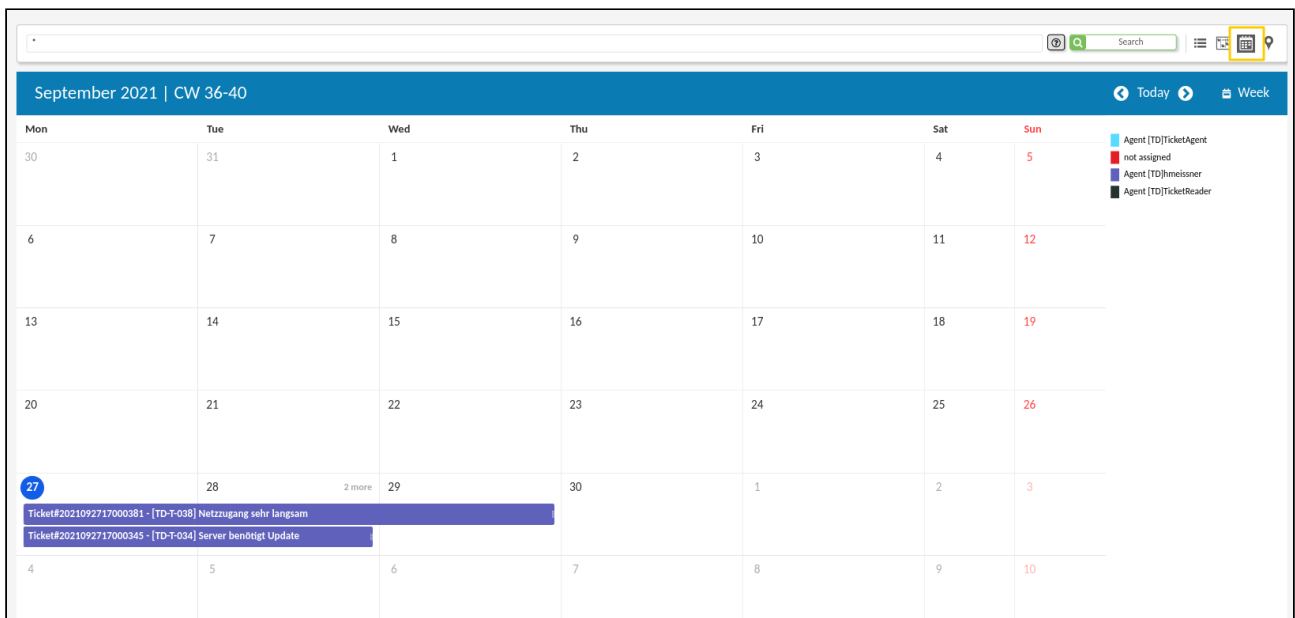 *
Search
September 2021 | CW 36-40
Today
Week
Mon Tue Wed Thu Fri Sat Sun
Agent [TD]TicketAgent
not assigned
Agent [TD]hmeissner
Agent [TD]TicketReader
30 31 1 2 3 4 5
6 7 8 9 10 11 12
13 14 15 16 17 18 19
20 21 22 23 24 25 26
27 28 2 more 29 30 1 2 3
Ticket#2021092717000381 - [TD-T-038] Netzzugang sehr langsam
Ticket#2021092717000345 - [TD-T-034] Server benötigt Update
4 5 6 7 8 9 10